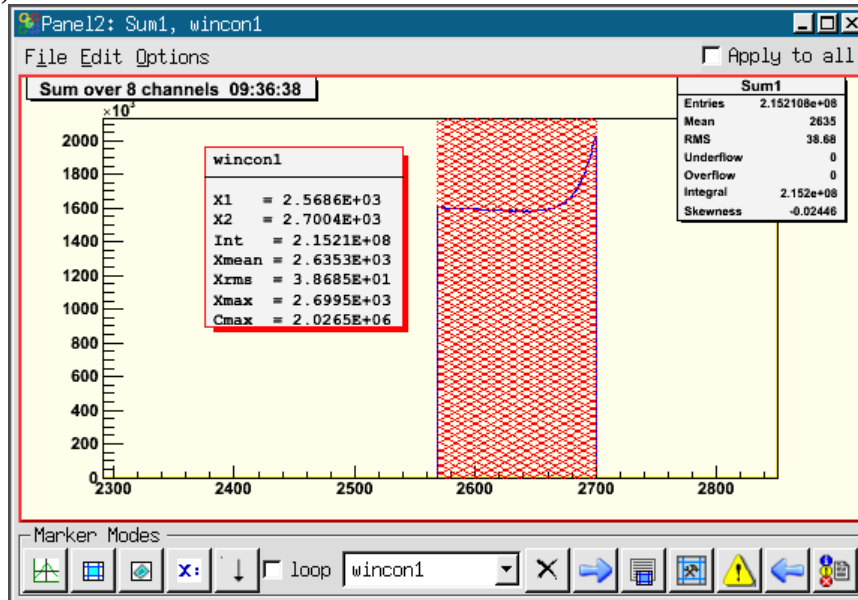 Panel2: Sum1, wincon1
File Edit Options
Apply to all
Sum over 8 channels 09:36:38
Sum1
Entries 2.152108e+08
Mean 2635
RMS 38.68
Underflow 0
Overflow 0
Integral 2.152e+08
Skewness -0.02446
×10³
2000
1800
1600
1400
1200
1000
800
600
400
200
0
wincon1
X1 = 2.5686E+03
X2 = 2.7004E+03
Int = 2.1521E+08
Xmean = 2.6353E+03
Xrms = 3.8685E+01
Xmax = 2.6995E+03
Cmax = 2.0265E+06
2300 2400 2500 2600 2700 2800
Marker Modes
X:
loop
wincon1